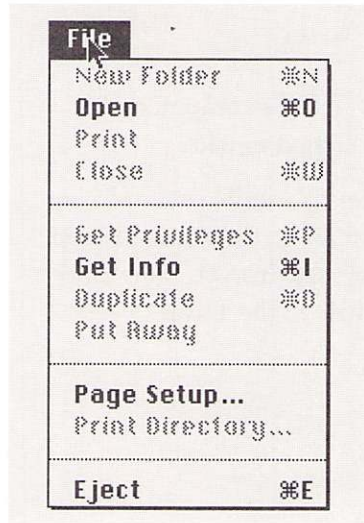 File
New Folder ⌘N
Open ⌘O
Print
Close ⌘W
Get Privileges ⌘P
Get Info ⌘I
Duplicate ⌘D
Put Away
Page Setup...
Print Directory...
Eject ⌘E